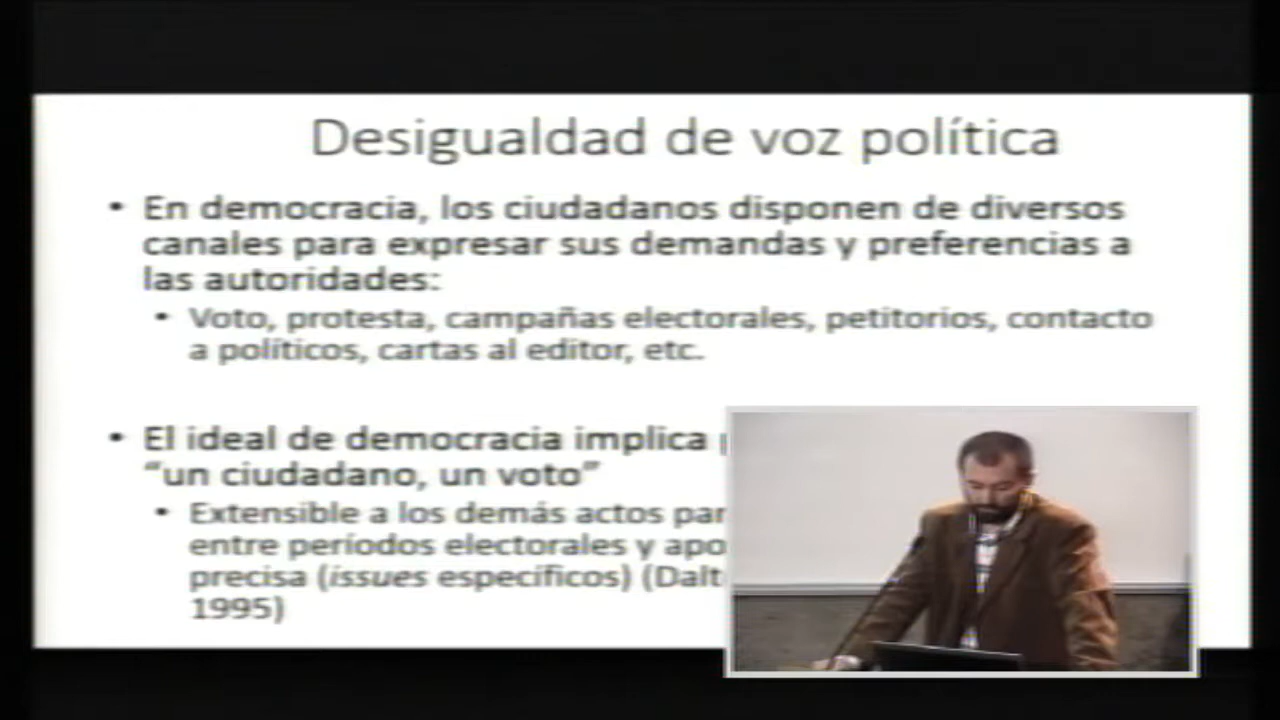 Desigualdad de voz política
• En democracia, los ciudadanos disponen de diversos
canales para expresar sus demandas y preferencias a
las autoridades:
• Voto, protesta, campañas electorales, petitorios, contacto
a políticos, cartas al editor, etc.
• El ideal de democracia implica
“un ciudadano, un voto”
• Extensible a los demás actos
entre períodos electorales y
precisa (issues específicos)
1995)